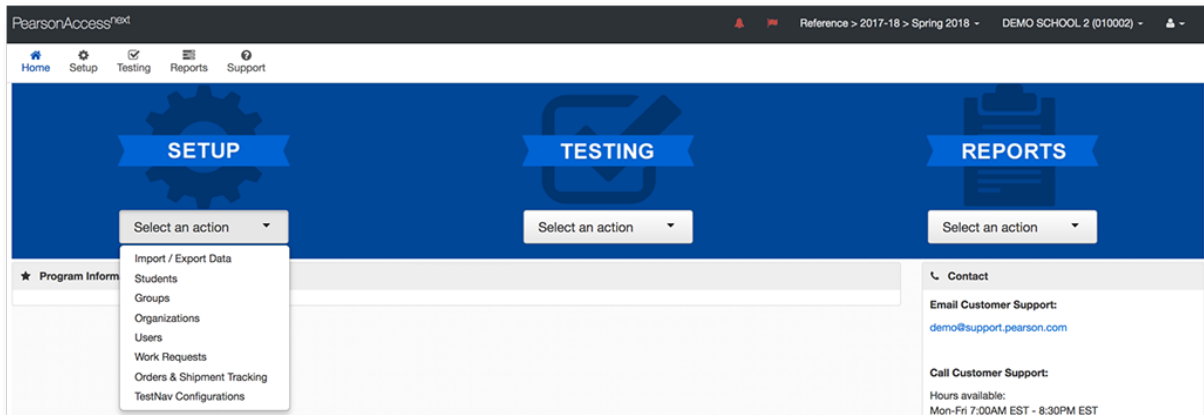 PearsonAccessnext
Reference > 2017-18 > Spring 2018
DEMO SCHOOL 2 (010002)
Home
Setup
Testing
Reports
Support
SETUP
TESTING
REPORTS
Select an action
Select an action
Select an action
Import / Export Data
Students
Groups
Organizations
Users
Work Requests
Orders & Shipment Tracking
TestNav Configurations
Program Inform
Contact
Email Customer Support:
demo@support.pearson.com
Call Customer Support:
Hours available:
Mon-Fri 7:00AM EST - 8:30PM EST